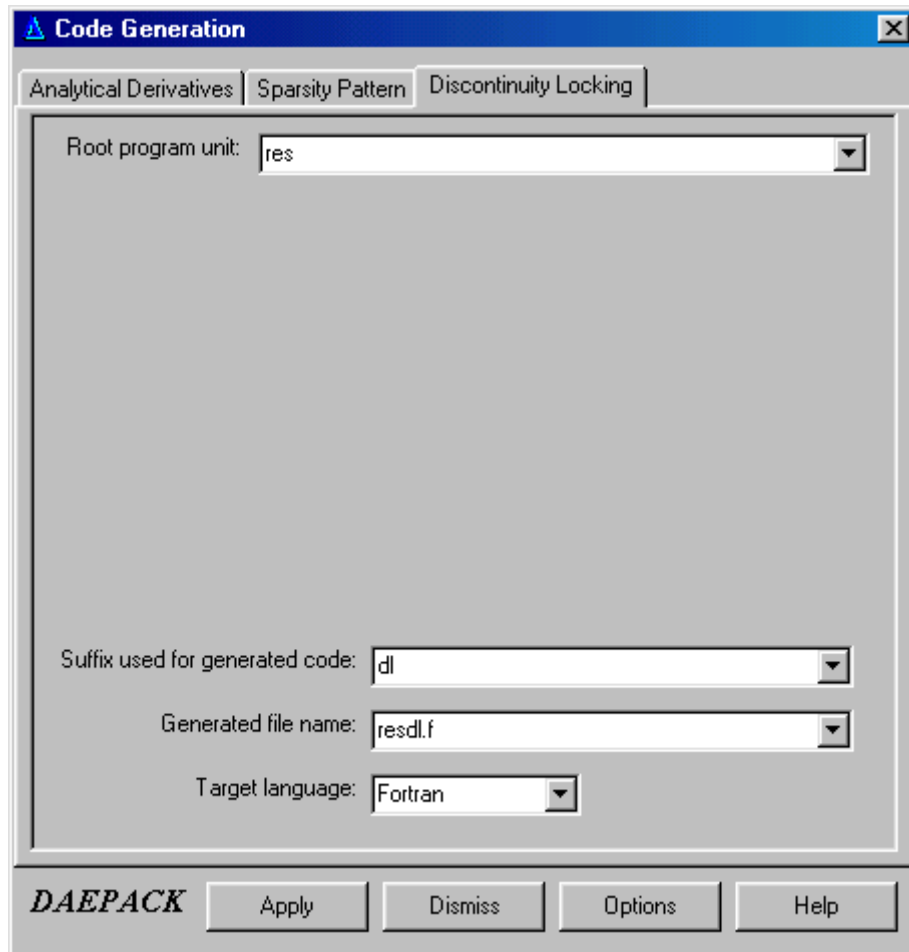 Code Generation
Analytical Derivatives Sparsity Pattern Discontinuity Locking
Root program unit: res
Suffix used for generated code: dl
Generated file name: resdl.f
Target language: Fortran
DAEPACK Apply Dismiss Options Help